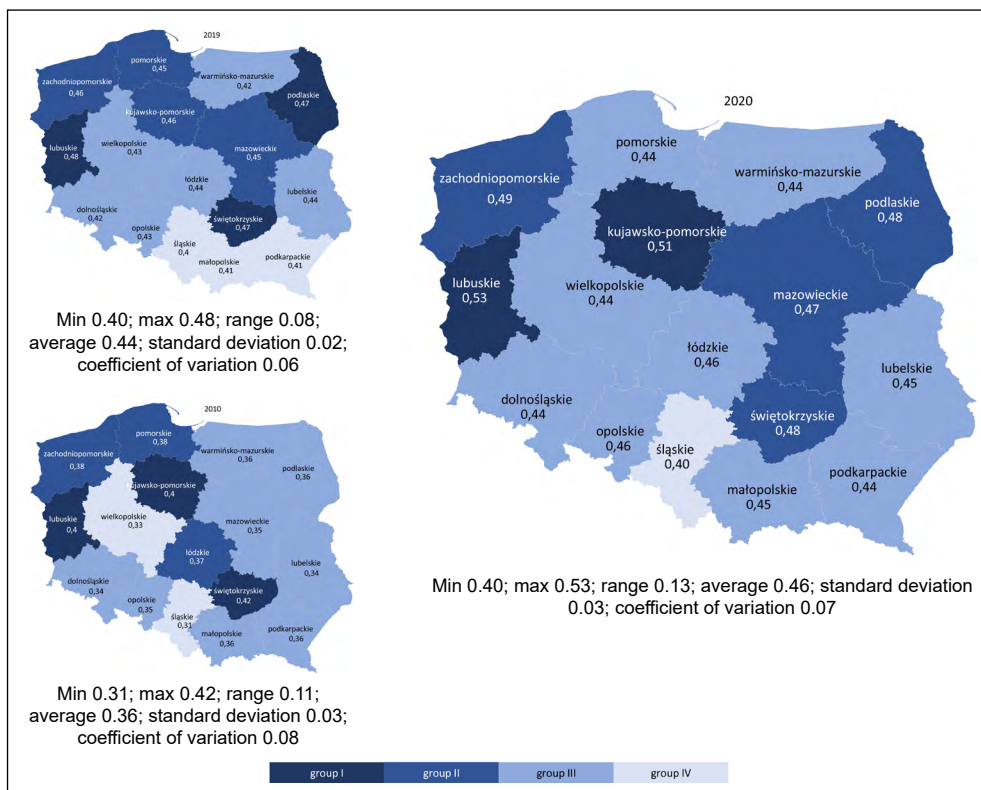 2019
pomorskie
0,45
warmińsko-mazurskie
0,42
zachodniopomorskie
0,46
podlaskie
0,47
kujawsko-pomorskie
0,46
lubuskie
0,48
wielkopolskie
0,43
mazowieckie
0,45
łódzkie
0,44
lubelskie
0,44
dolnośląskie
0,42
opolskie
0,43
świętokrzyskie
0,47
śląskie
0,4
małopolskie
0,41
podkarpackie
0,41
Min 0.40; max 0.48; range 0.08;
average 0.44; standard deviation 0.02;
coefficient of variation 0.06
2010
pomorskie
0,38
warmińsko-mazurskie
0,36
zachodniopomorskie
0,38
podlaskie
0,36
kujawsko-pomorskie
0,4
lubuskie
0,4
wielkopolskie
0,33
mazowieckie
0,35
łódzkie
0,37
lubelskie
0,34
dolnośląskie
0,34
opolskie
0,35
świętokrzyskie
0,42
śląskie
0,31
małopolskie
0,36
podkarpackie
0,36
Min 0.31; max 0.42; range 0.11;
average 0.36; standard deviation 0.03;
coefficient of variation 0.08
2020
pomorskie
0,44
warmińsko-mazurskie
0,44
zachodniopomorskie
0,49
podlaskie
0,48
kujawsko-pomorskie
0,51
lubuskie
0,53
wielkopolskie
0,44
mazowieckie
0,47
łódzkie
0,46
lubelskie
0,45
dolnośląskie
0,44
opolskie
0,46
świętokrzyskie
0,48
śląskie
0,40
małopolskie
0,45
podkarpackie
0,44
Min 0.40; max 0.53; range 0.13; average 0.46; standard deviation
0.03; coefficient of variation 0.07
group I
group II
group III
group IV